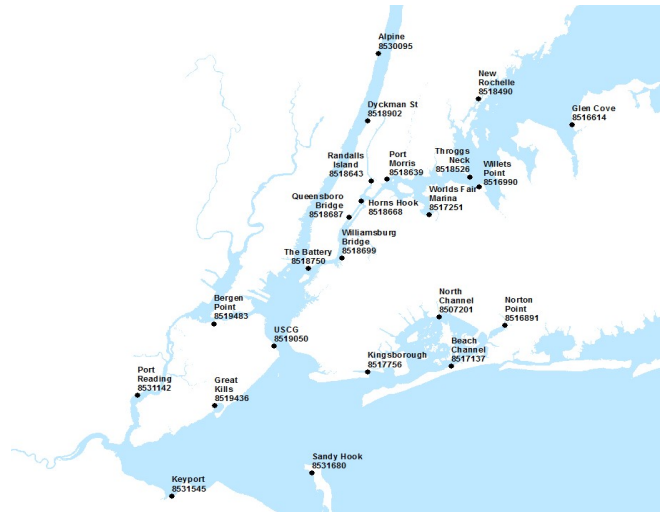 Alpine
8530095
New
Rochelle
8518490
Glen Cove
8516614
Dyckman St
8518902
Throggs
Neck
8518526
Willets
Point
8516990
Randalls
Island
8518643
Port
Morris
8518639
Worlds Fair
Marina
8517251
Queensboro
Bridge
8518687
Horns Hook
8518668
Williamsburg
Bridge
8518699
The Battery
8518750
Bergen
Point
8519483
North
Channel
8507201
Norton
Point
8516891
USCG
8519050
Kingsborough
8517756
Beach
Channel
8517137
Port
Reading
8531142
Great
Kills
8519436
Sandy Hook
8531680
Keyport
8531545